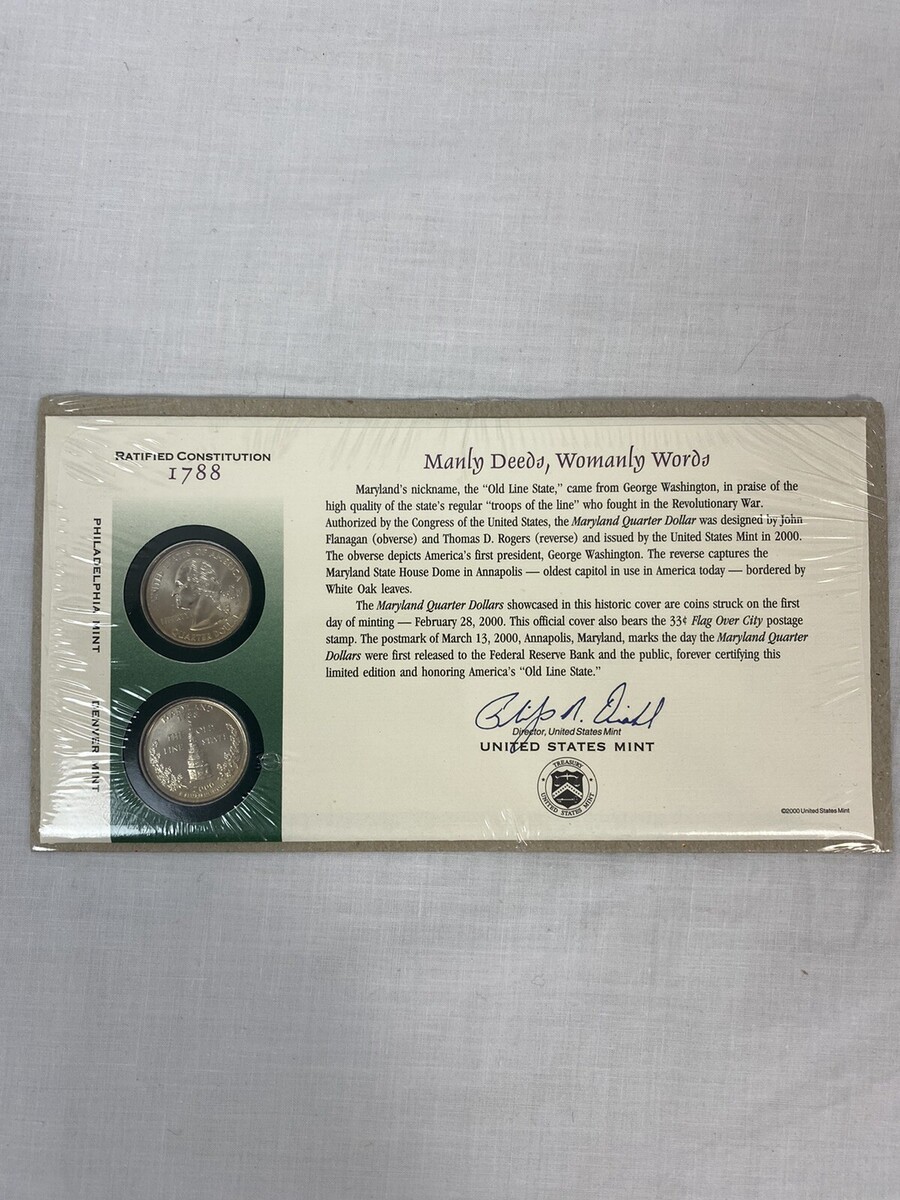 RATIFIED CONSTITUTION
1788
PHILADELPHIA MINT
DENVER MINT
QUARTER DOLLAR
MARYLAND
1788
THE OLD
LINE STATE
2000
Manly Deeds, Womanly Words
Maryland's nickname, the “Old Line State,” came from George Washington, in praise of the
high quality of the state's regular “troops of the line” who fought in the Revolutionary War.
Authorized by the Congress of the United States, the Maryland Quarter Dollar was designed by John
Flanagan (obverse) and Thomas D. Rogers (reverse) and issued by the United States Mint in 2000.
The obverse depicts America's first president, George Washington. The reverse captures the
Maryland State House Dome in Annapolis — oldest capitol in use in America today — bordered by
White Oak leaves.
The Maryland Quarter Dollars showcased in this historic cover are coins struck on the first
day of minting — February 28, 2000. This official cover also bears the 33¢ Flag Over City postage
stamp. The postmark of March 13, 2000, Annapolis, Maryland, marks the day the Maryland Quarter
Dollars were first released to the Federal Reserve Bank and the public, forever certifying this
limited edition and honoring America's “Old Line State.”
Director, United States Mint
UNITED STATES MINT
TREASURY
UNITED STATES MINT
©2000 United States Mint